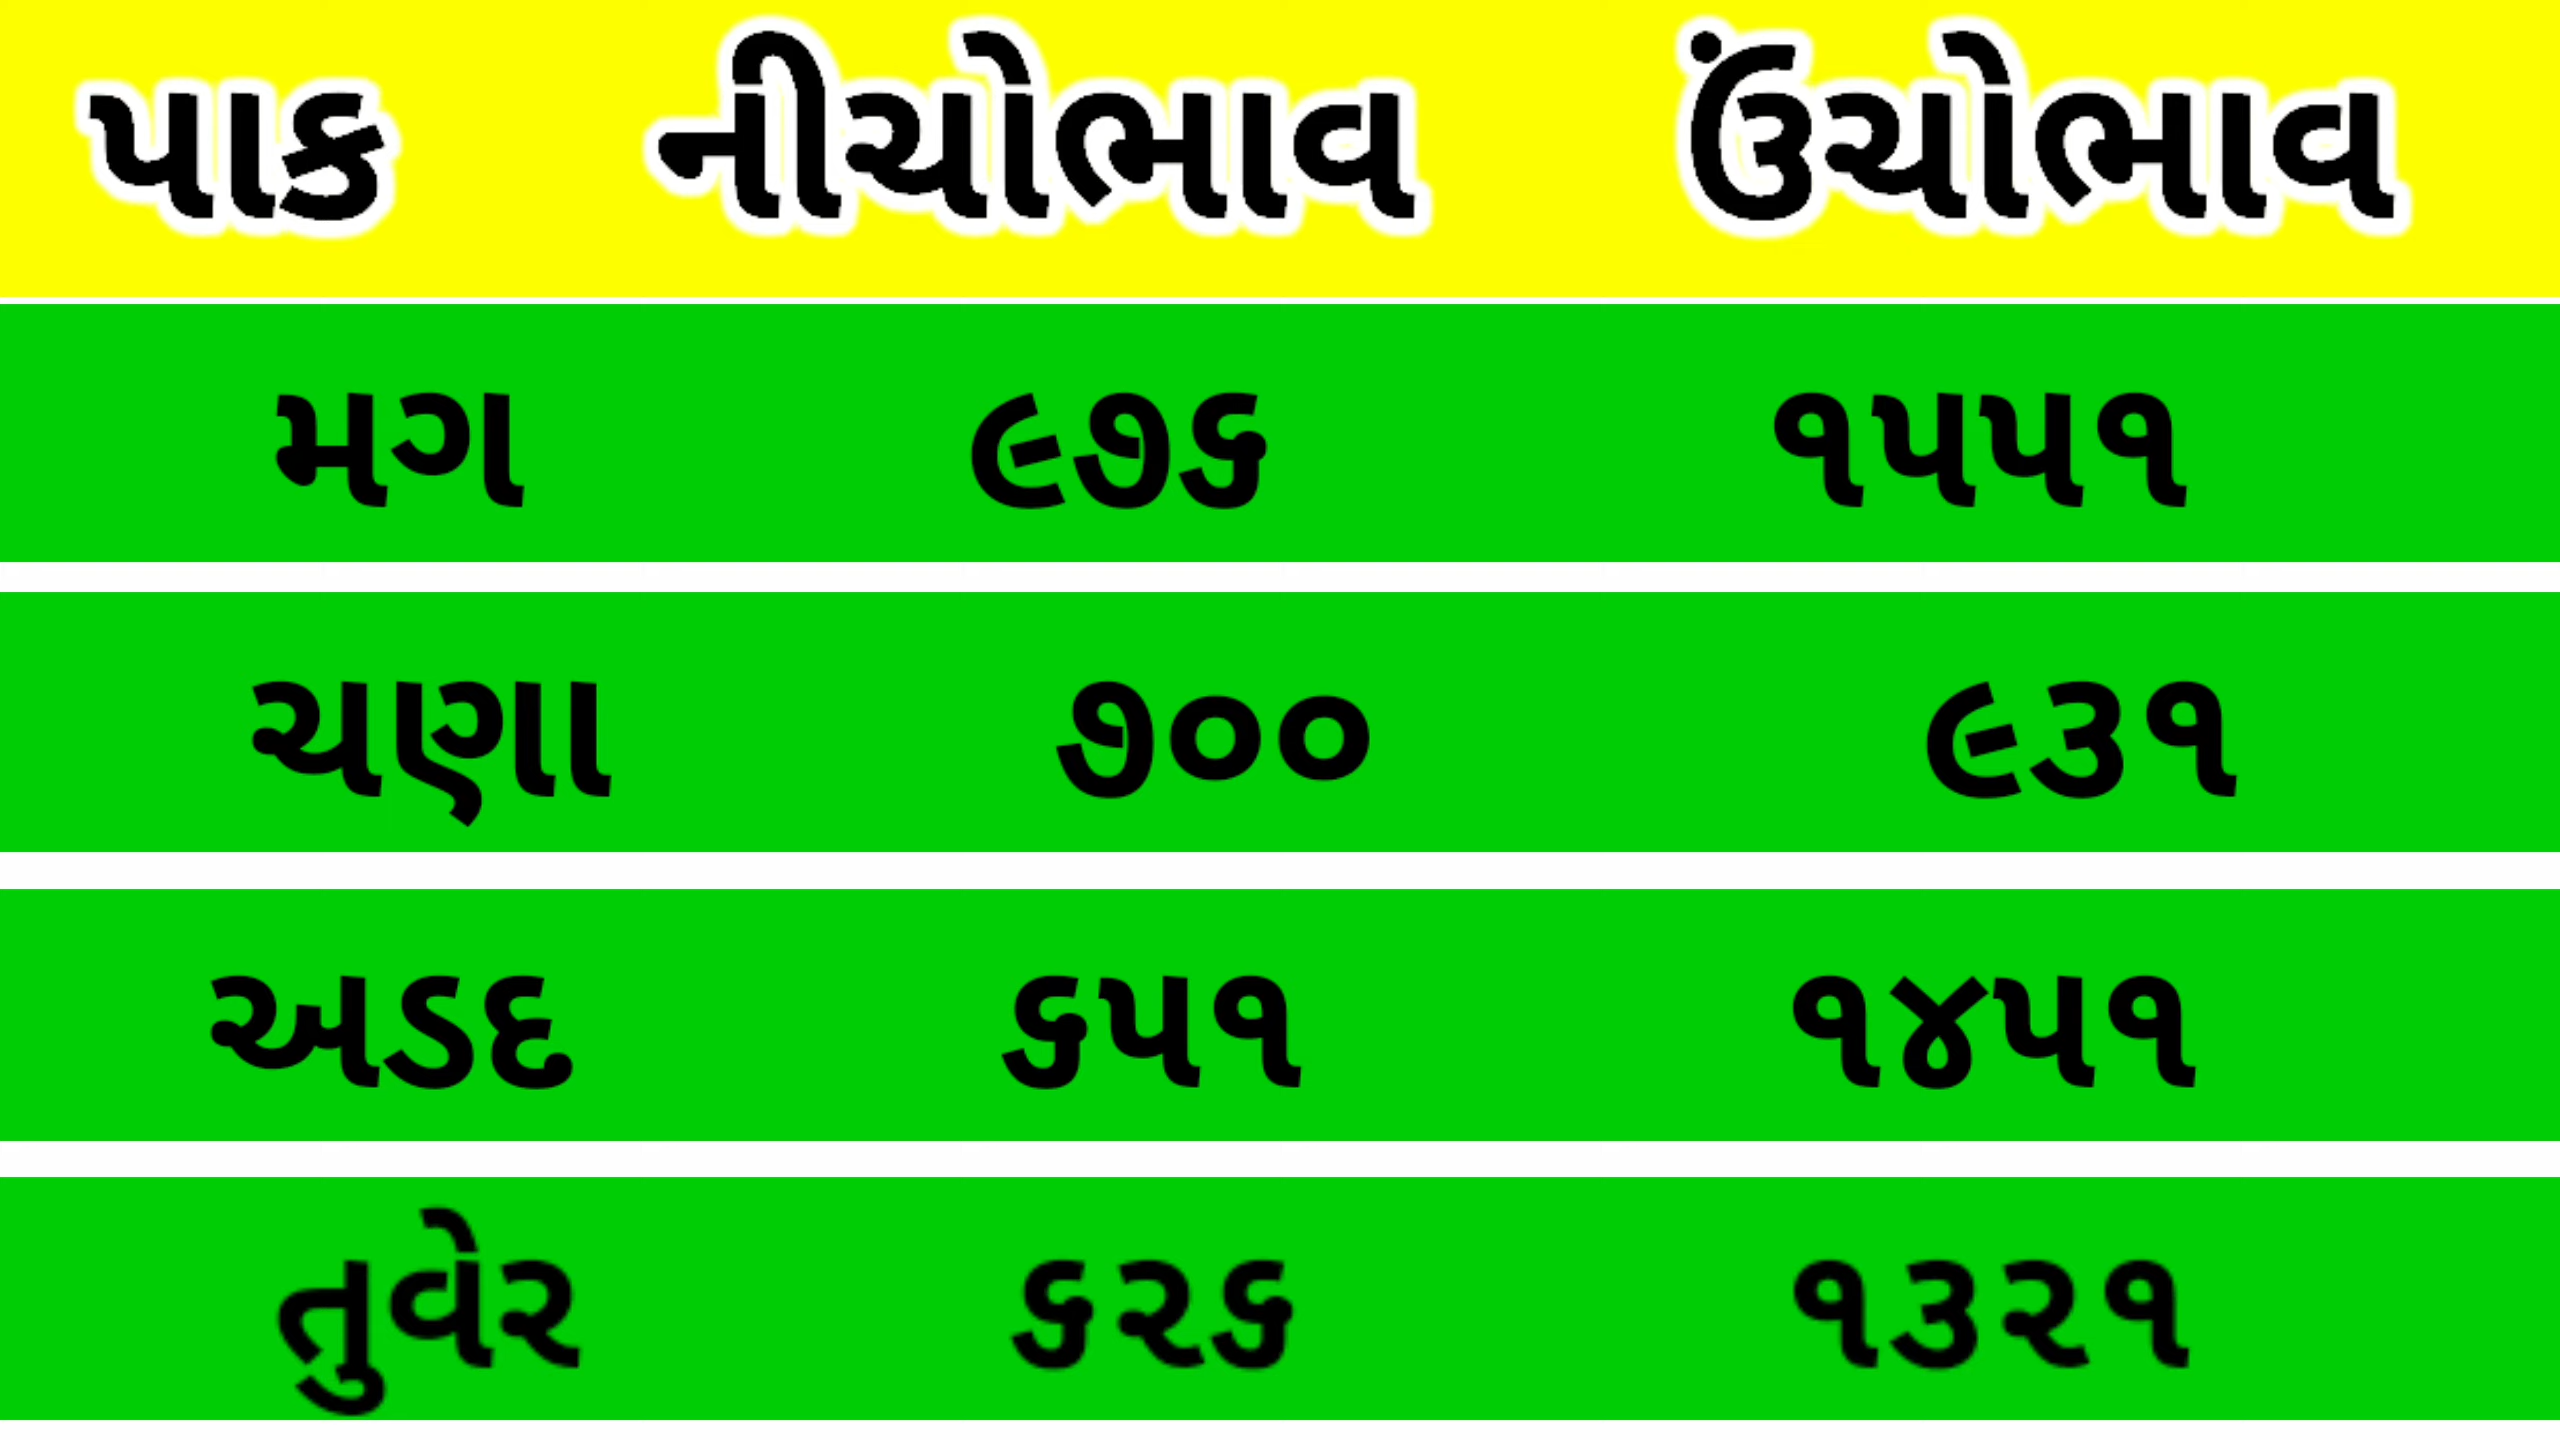 પાક નીચોભાવ ઉંચોભાવ
મગ ૯૭૬ ૧૫૫૧
ચણા ૭૦૦ ૯૩૧
અડદ ૬૫૧ ૧૪૫૧
તુવેર ૬૨૬ ૧૩૨૧